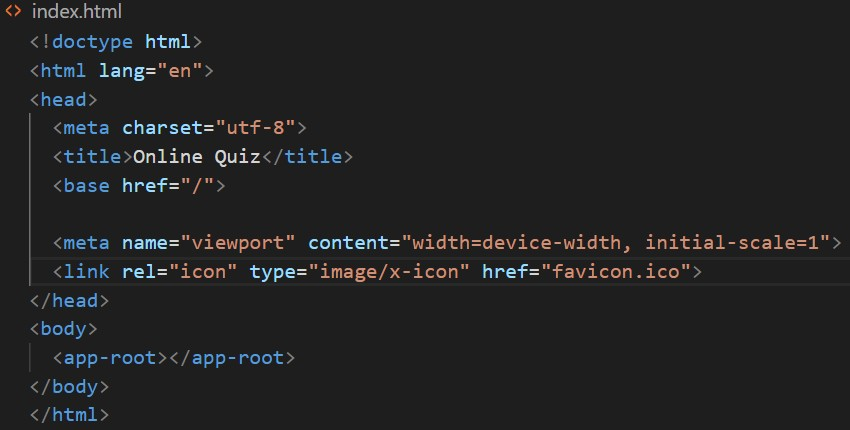 <> index.html
<!doctype html>
<html lang="en">
<head>
<meta charset="utf-8">
<title>Online Quiz</title>
<base href="/">
<meta name="viewport" content="width=device-width, initial-scale=1">
<link rel="icon" type="image/x-icon" href="favicon.ico">
</head>
<body>
<app-root></app-root>
</body>
</html>